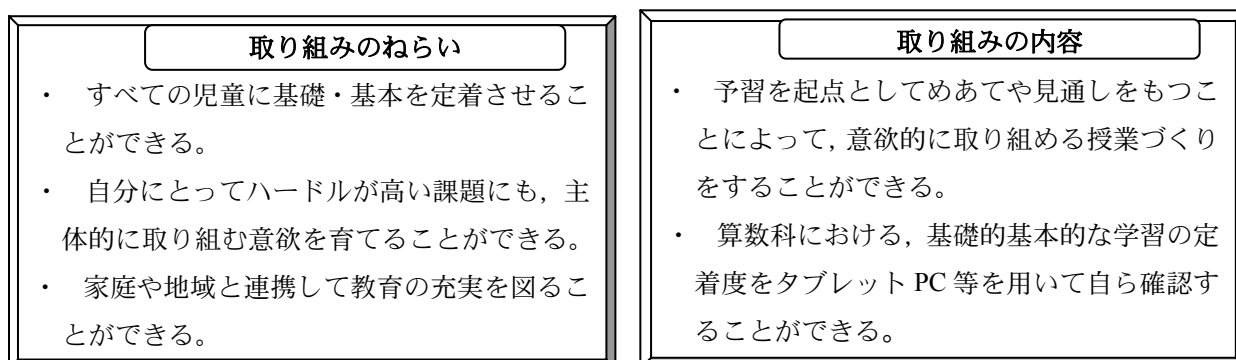 取り組みのねらい
・ すべての児童に基礎・基本を定着させるこ
とができる。
・ 自分にとってハードルが高い課題にも，主
体的に取り組む意欲を育てることができる。
・ 家庭や地域と連携して教育の充実を図るこ
とができる。
取り組みの内容
・ 予習を起点としてめあてや見通しをもつこ
とによって，意欲的に取り組める授業づくり
をすることができる。
・ 算数科における，基礎的基本的な学習の定
着度をタブレット PC 等を用いて自ら確認す
ることができる。